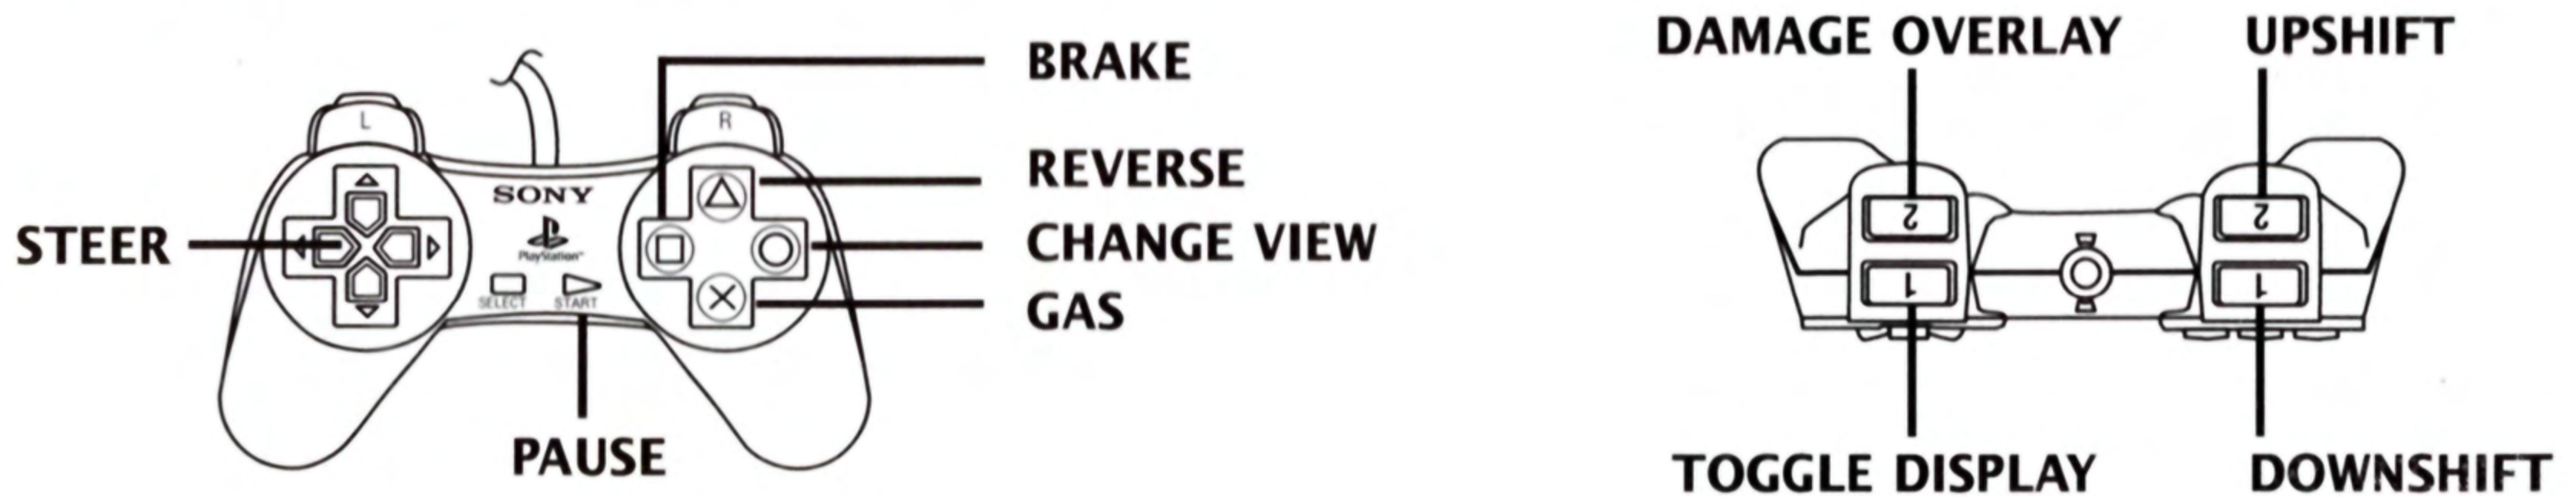 DAMAGE OVERLAY
UPSHIFT
BRAKE
L
R
REVERSE
SONY
STEER
CHANGE VIEW
PlayStation™
2
2
SELECT
START
GAS
1
1
PAUSE
TOGGLE DISPLAY
DOWNSHIFT